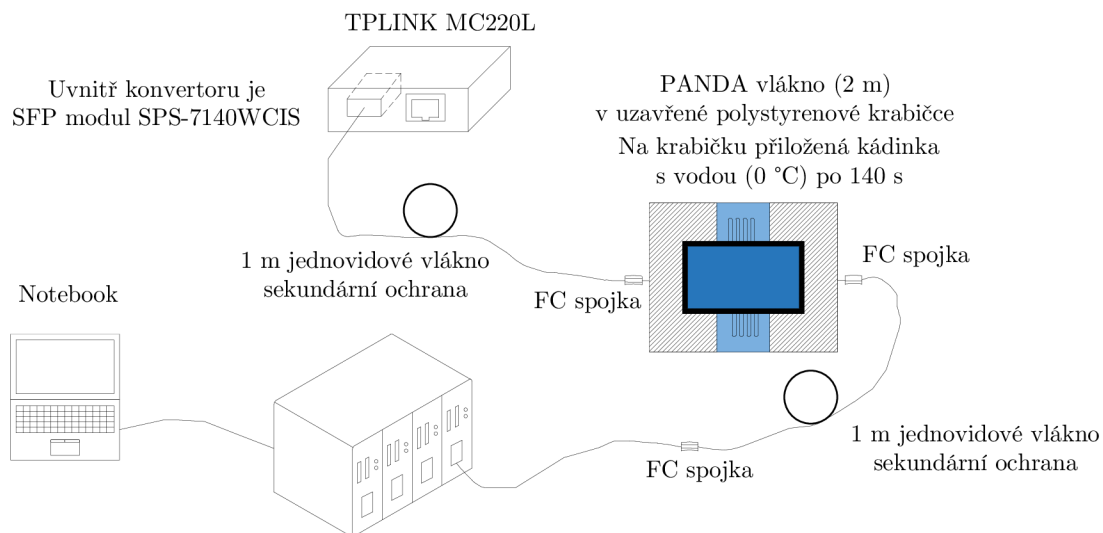 TPLINK MC220L
Uvnitř konvertoru je
SFP modul SPS-7140WCIS
PANDA vlákno (2 m)
v uzavřené polystyrenové krabičce
Na krabičku přiložená kádinka
s vodou (0 °C) po 140 s
1 m jednovidové vlákno
sekundární ochrana
FC spojka
FC spojka
Notebook
FC spojka
1 m jednovidové vlákno
sekundární ochrana